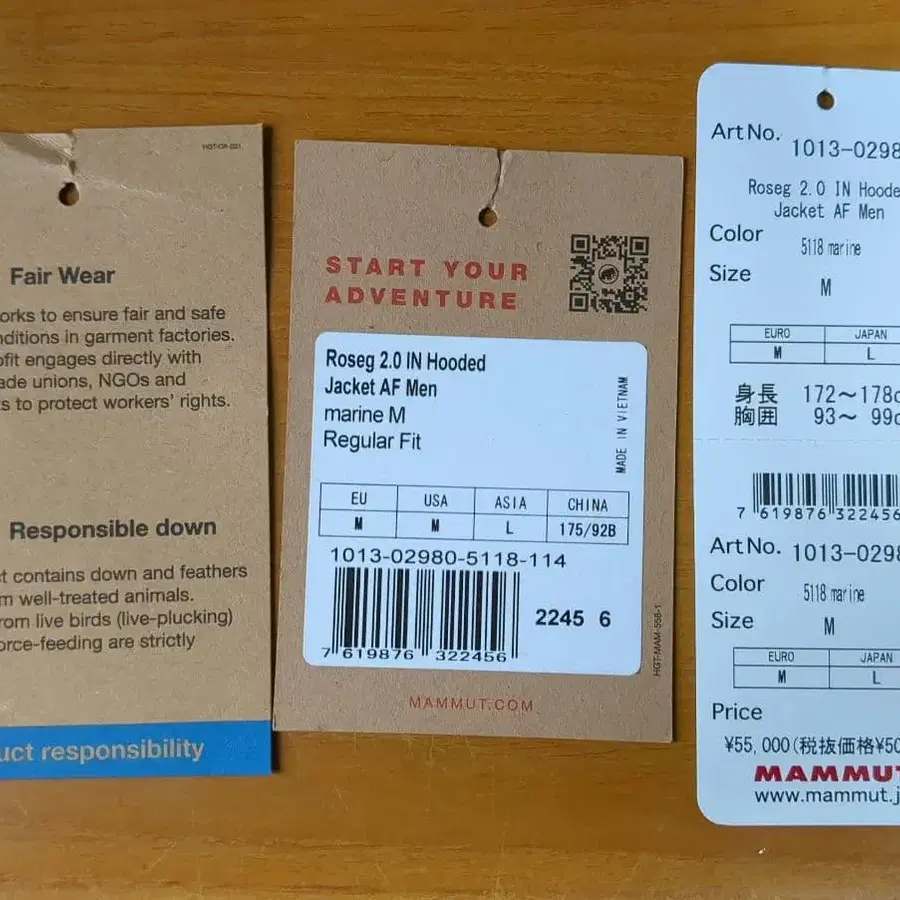 HGT-GR-001
Fair Wear
orks to ensure fair and safe
nditions in garment factories.
ofit engages directly with
ade unions, NGOs and
ts to protect workers' rights.
Responsible down
ct contains down and feathers
m well-treated animals.
rom live birds (live-plucking)
orce-feeding are strictly
uct responsibility
START YOUR
ADVENTURE
Roseg 2.0 IN Hooded
Jacket AF Men
marine M
Regular Fit
MADE IN VIETNAM
EU USA ASIA CHINA
M M L 175/92B
1013-02980-5118-114
2245 6
7 619876 322456
HGT-MAM-558-1
MAMMUT.COM
Art No. 1013-0298
Roseg 2.0 IN Hoode
Jacket AF Men
Color 5118 marine
Size M
EURO JAPAN
M L
身長 172～178c
胸囲 93～ 99c
7 619876 322456
Art No. 1013-0298
Color 5118 marine
Size M
EURO JAPAN
M L
Price
¥55,000(税抜価格¥50
MAMMUT
www.mammut.j